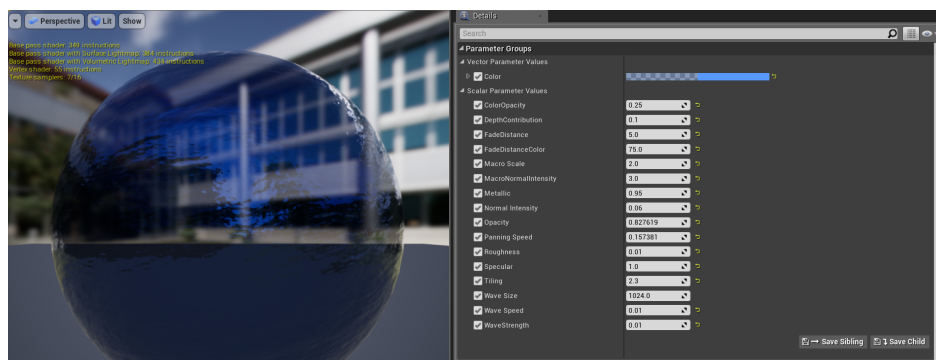 Perspective Lit Show
Base pass shader: 349 instructions
Base pass shader with Surface Lightmap: 384 instructions
Base pass shader with Volumetric Lightmap: 434 instructions
Vertex shader: 55 instructions
Texture samplers: 7/16
Details
Search
Parameter Groups
Vector Parameter Values
Color
Scalar Parameter Values
ColorOpacity 0.25
DepthContribution 0.1
FadeDistance 5.0
FadeDistanceColor 75.0
Macro Scale 2.0
MacroNormalIntensity 3.0
Metallic 0.95
Normal Intensity 0.06
Opacity 0.827619
Panning Speed 0.157381
Roughness 0.01
Specular 1.0
Tiling 2.3
Wave Size 1024.0
Wave Speed 0.01
WaveStrength 0.01
Save Sibling Save Child